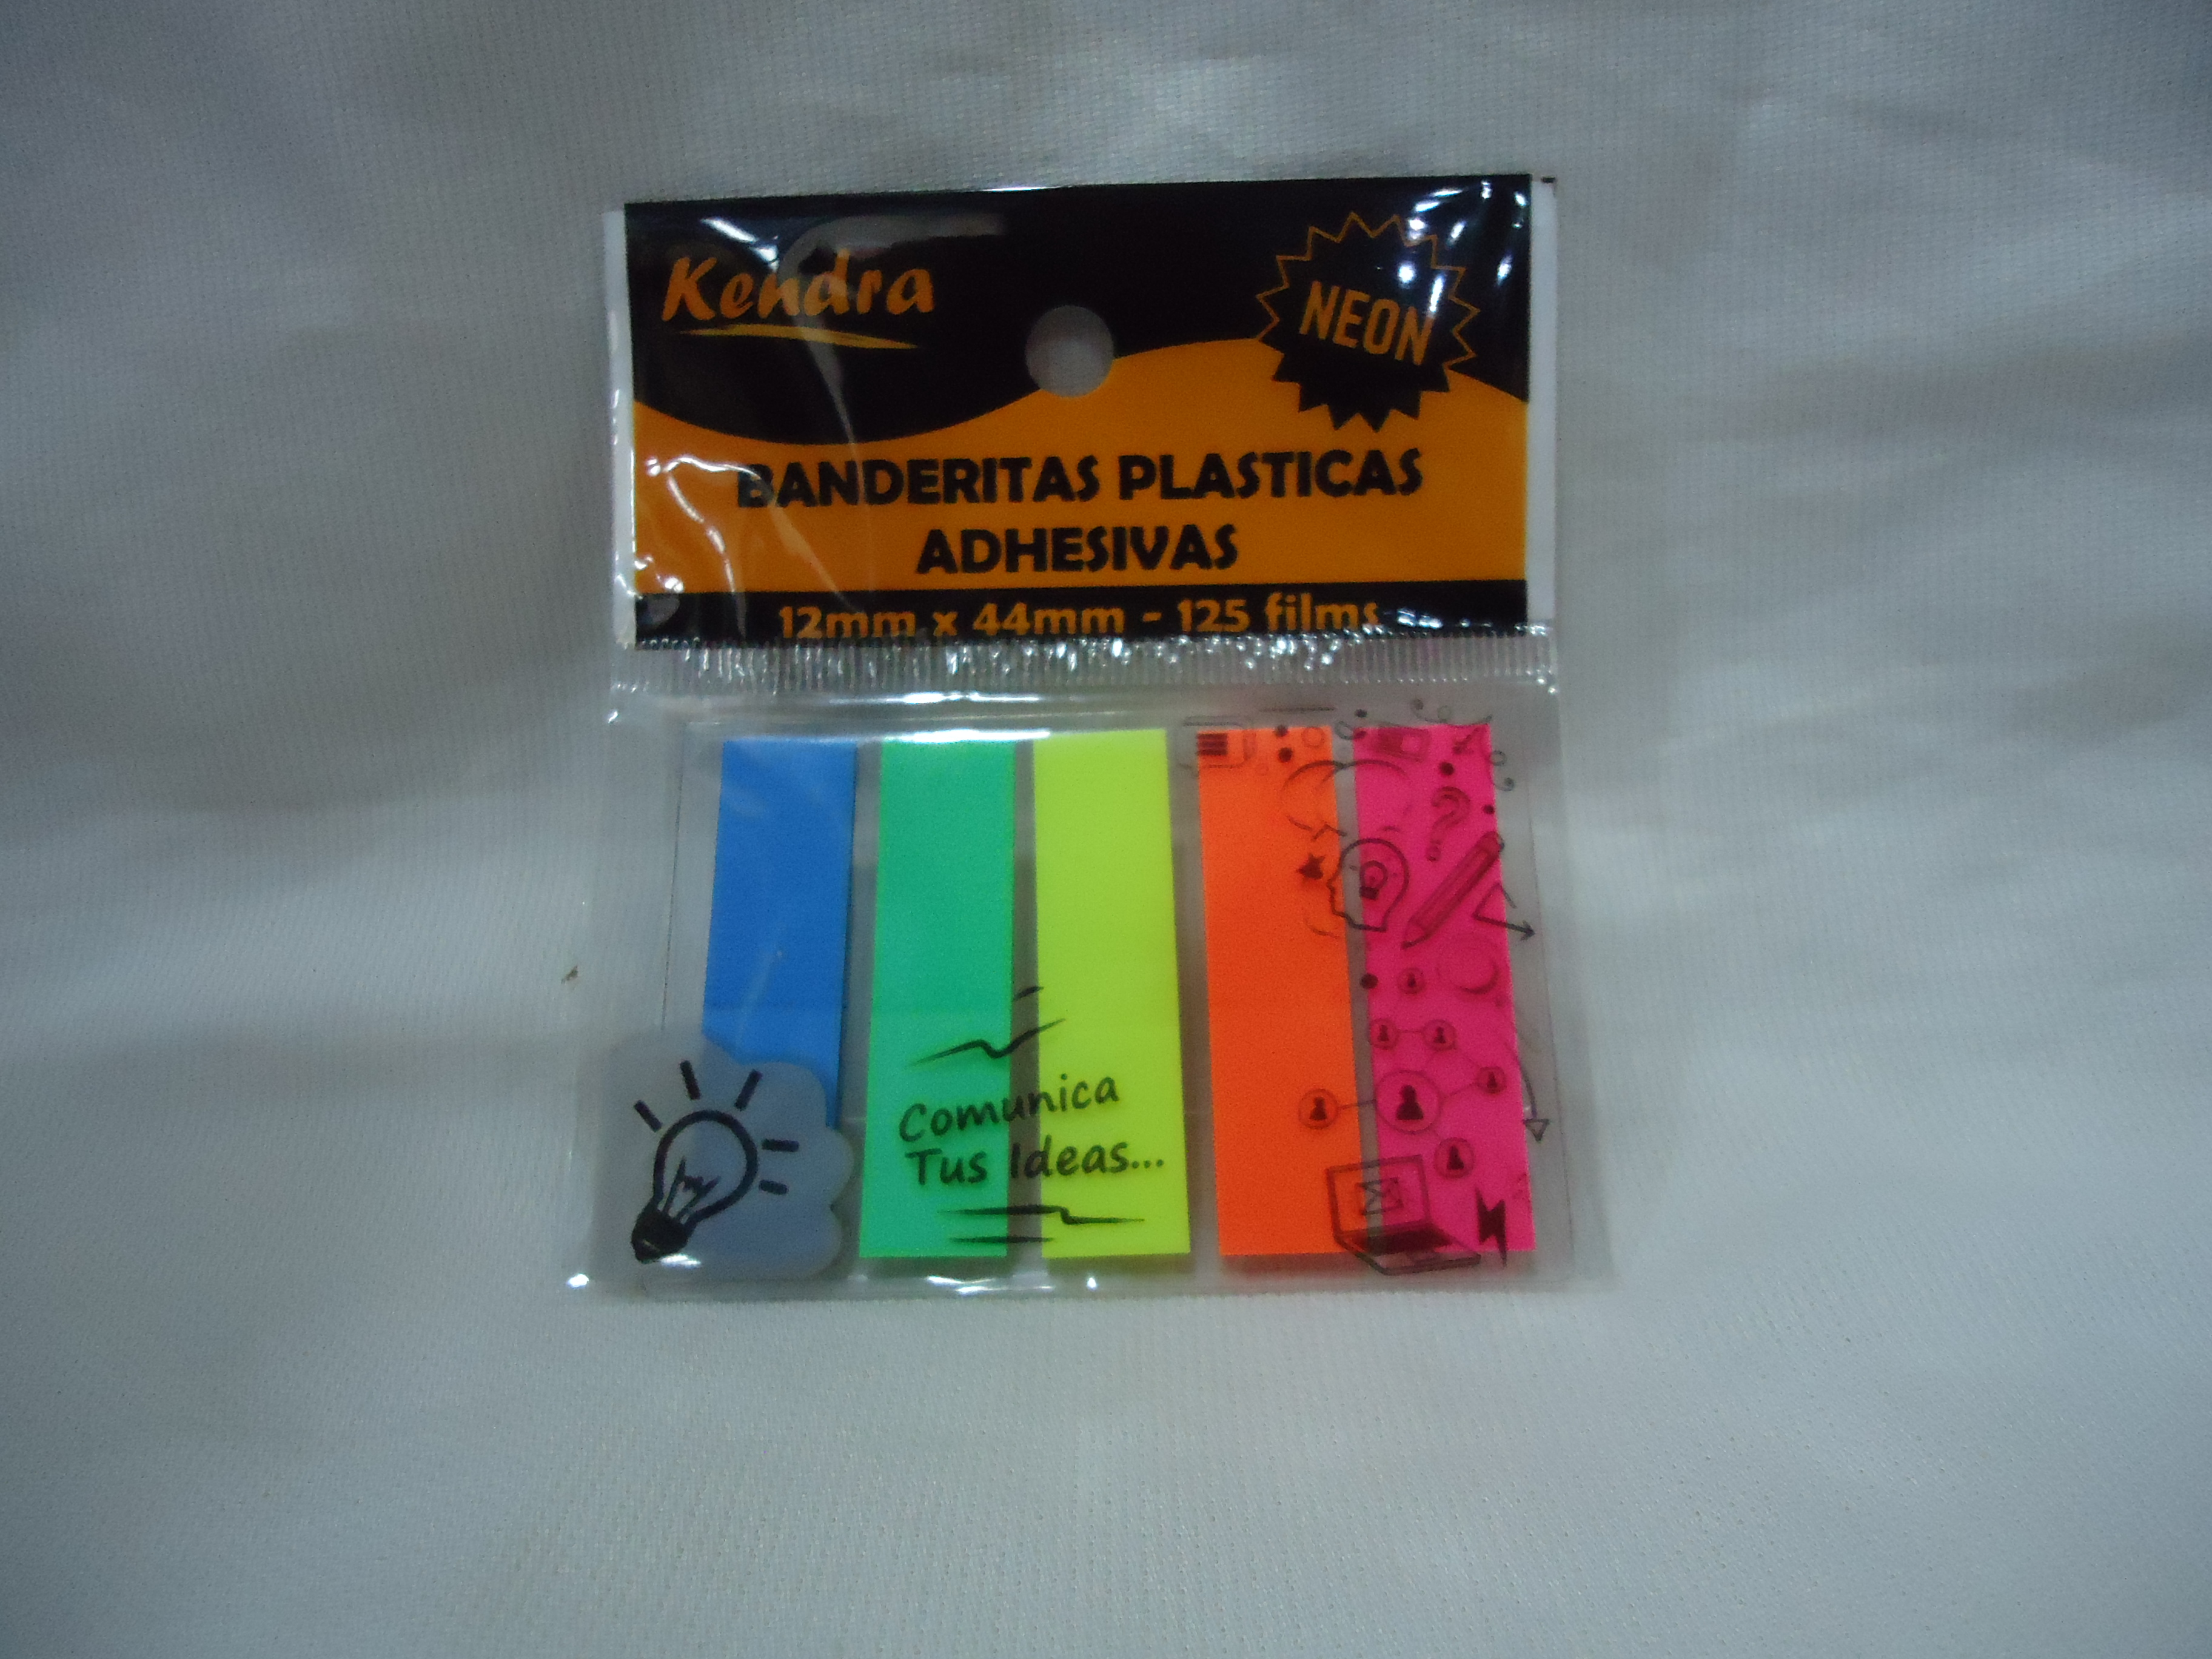 Kendra
NEON
BANDERITAS PLASTICAS
ADHESIVAS
12mm x 44mm - 125 films
Comunica
Tus Ideas...